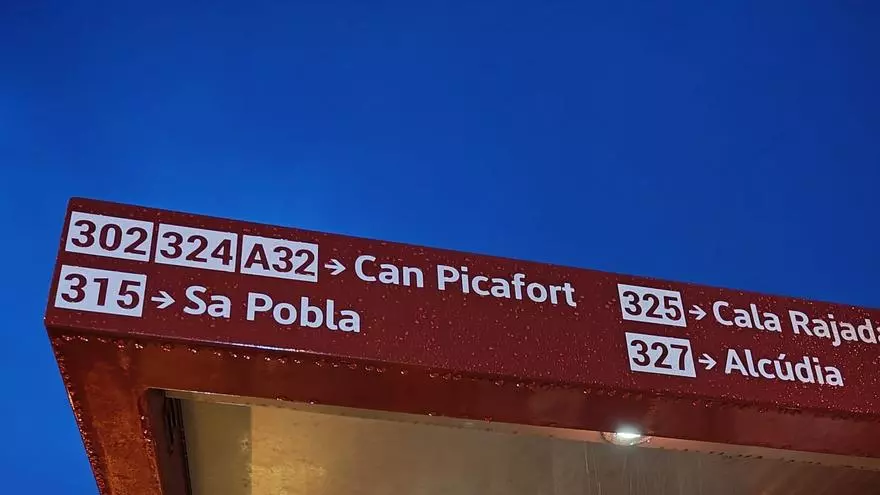 302 324 A32 → Can Picafort
315 → Sa Pobla
325 → Cala Rajada
327 → Alcúdia